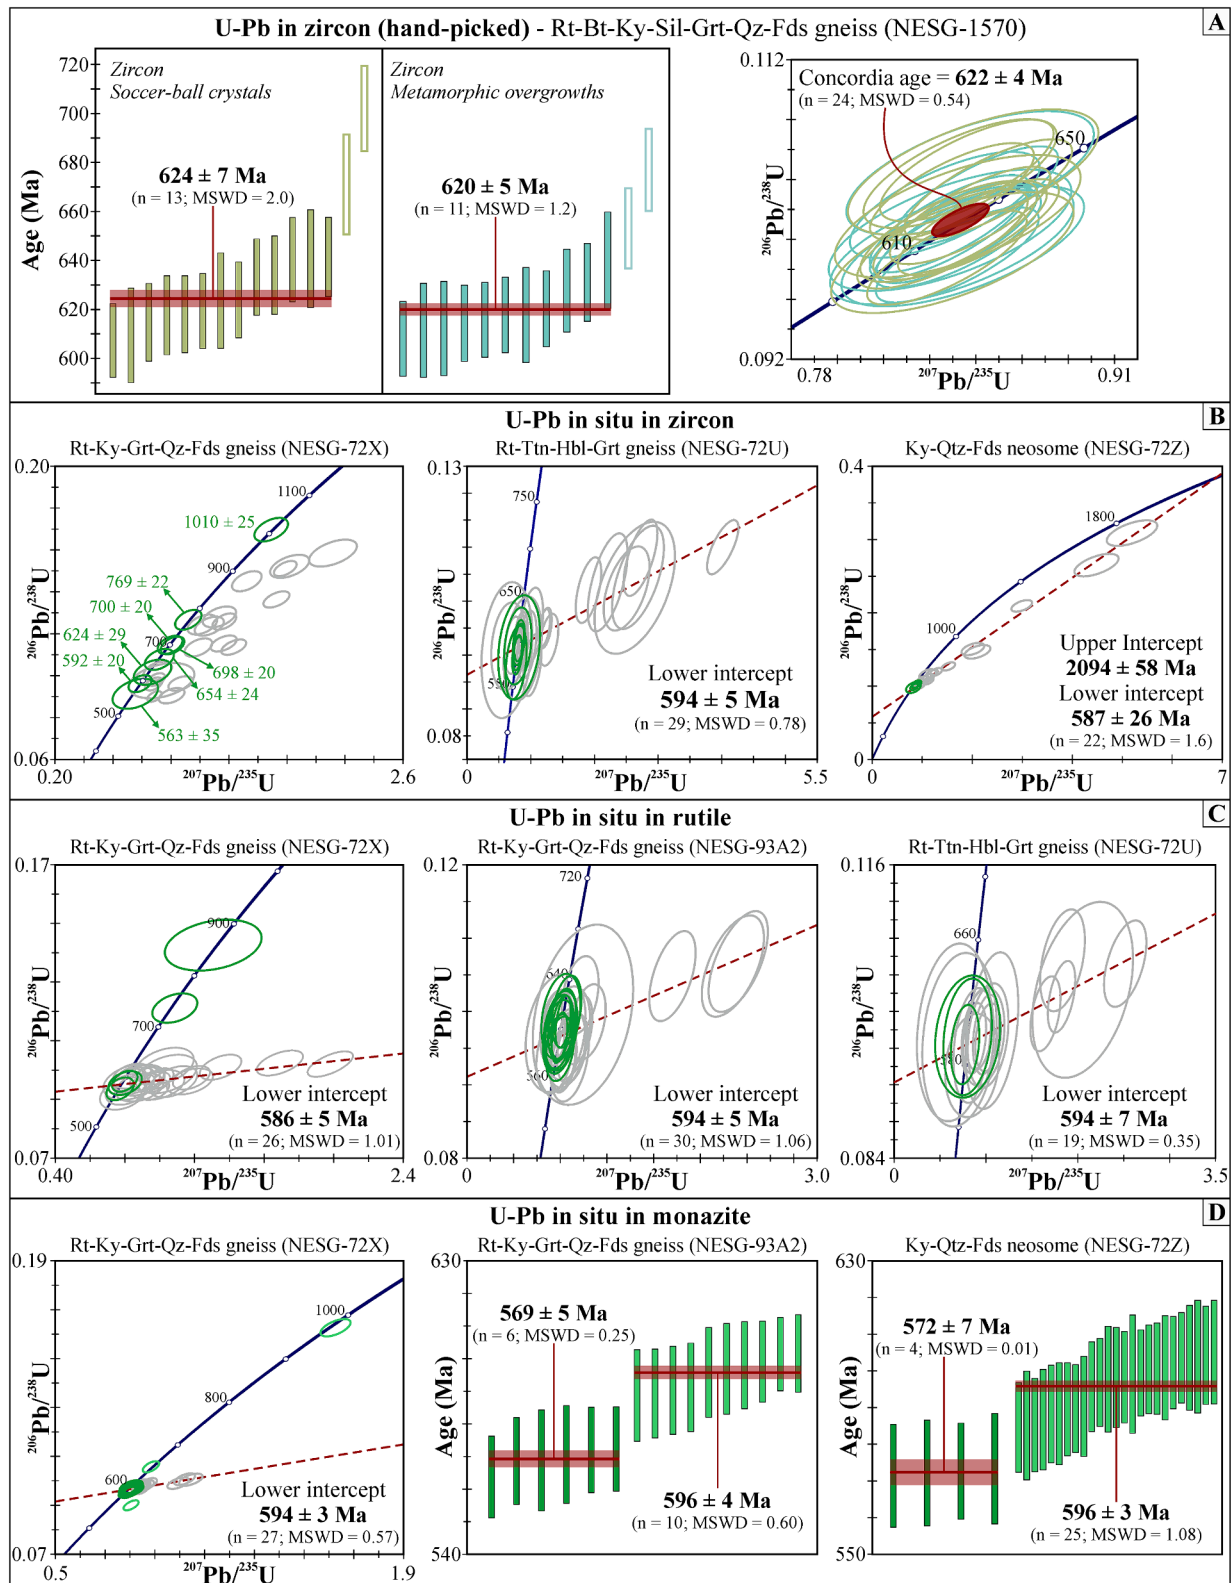 U-Pb in zircon (hand-picked) - Rt-Bt-Ky-Sil-Grt-Qz-Fds gneiss (NESG-1570)
A
Age (Ma)
720
700
680
660
640
620
600
Zircon
Soccer-ball crystals
624 ± 7 Ma
(n = 13; MSWD = 2.0)
Zircon
Metamorphic overgrowths
620 ± 5 Ma
(n = 11; MSWD = 1.2)
0.112
Concordia age = 622 ± 4 Ma
(n = 24; MSWD = 0.54)
650
610
²⁰⁶Pb/²³⁸U
0.092
0.78
²⁰⁷Pb/²³⁵U
0.91
U-Pb in situ in zircon
B
Rt-Ky-Grt-Qz-Fds gneiss (NESG-72X)
0.20
1100
1010 ± 25
900
769 ± 22
700 ± 20
700
624 ± 29
592 ± 20
698 ± 20
654 ± 24
500
563 ± 35
²⁰⁶Pb/²³⁸U
0.06
0.20
²⁰⁷Pb/²³⁵U
2.6
Rt-Ttn-Hbl-Grt gneiss (NESG-72U)
0.13
750
650
550
Lower intercept
594 ± 5 Ma
(n = 29; MSWD = 0.78)
²⁰⁶Pb/²³⁸U
0.08
0
²⁰⁷Pb/²³⁵U
5.5
Ky-Qtz-Fds neosome (NESG-72Z)
0.4
1800
1000
Upper Intercept
2094 ± 58 Ma
Lower intercept
587 ± 26 Ma
(n = 22; MSWD = 1.6)
²⁰⁶Pb/²³⁸U
0
0
²⁰⁷Pb/²³⁵U
7
U-Pb in situ in rutile
C
Rt-Ky-Grt-Qz-Fds gneiss (NESG-72X)
0.17
900
700
500
Lower intercept
586 ± 5 Ma
(n = 26; MSWD = 1.01)
²⁰⁶Pb/²³⁸U
0.07
0.40
²⁰⁷Pb/²³⁵U
2.4
Rt-Ky-Grt-Qz-Fds gneiss (NESG-93A2)
0.12
720
640
560
Lower intercept
594 ± 5 Ma
(n = 30; MSWD = 1.06)
²⁰⁶Pb/²³⁸U
0.08
0
²⁰⁷Pb/²³⁵U
3.0
Rt-Ttn-Hbl-Grt gneiss (NESG-72U)
0.116
660
580
Lower intercept
594 ± 7 Ma
(n = 19; MSWD = 0.35)
²⁰⁶Pb/²³⁸U
0.084
0
²⁰⁷Pb/²³⁵U
3.5
U-Pb in situ in monazite
D
Rt-Ky-Grt-Qz-Fds gneiss (NESG-72X)
0.19
1000
800
600
Lower intercept
594 ± 3 Ma
(n = 27; MSWD = 0.57)
²⁰⁶Pb/²³⁸U
0.07
0.5
²⁰⁷Pb/²³⁵U
1.9
Rt-Ky-Grt-Qz-Fds gneiss (NESG-93A2)
630
569 ± 5 Ma
(n = 6; MSWD = 0.25)
Age (Ma)
596 ± 4 Ma
(n = 10; MSWD = 0.60)
540
Ky-Qtz-Fds neosome (NESG-72Z)
630
572 ± 7 Ma
(n = 4; MSWD = 0.01)
Age (Ma)
596 ± 3 Ma
(n = 25; MSWD = 1.08)
550